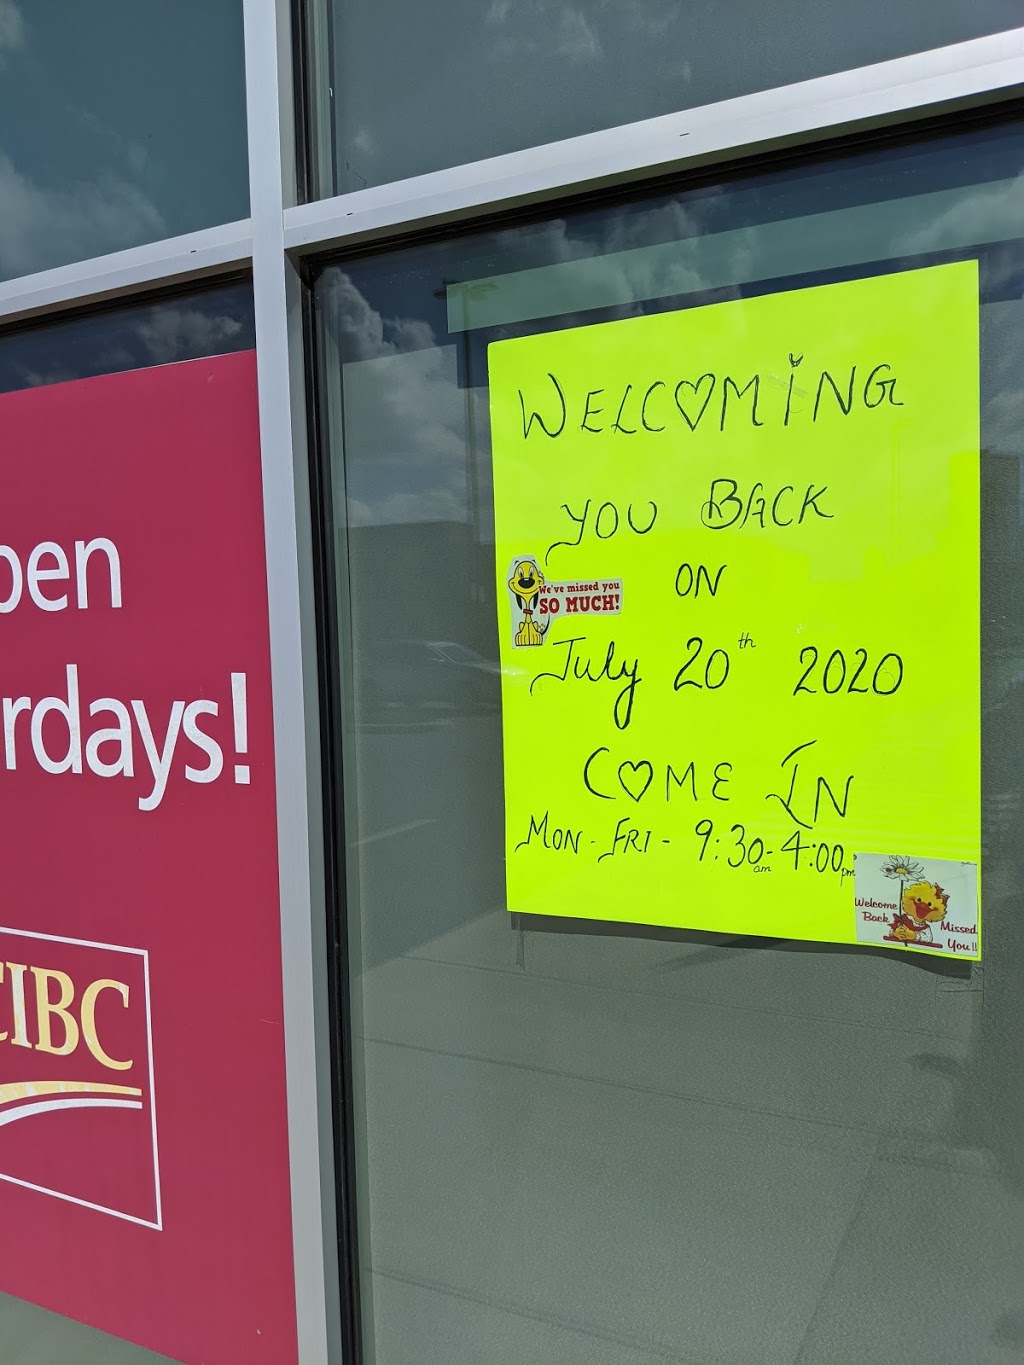 WELCOMING
YOU BACK
ON
We've missed you
SO MUCH!
July 20th 2020
COME IN
MON - FRI - 9:30am - 4:00pm
Welcome
Back
Missed
You!!
pen
rdays!
CIBC